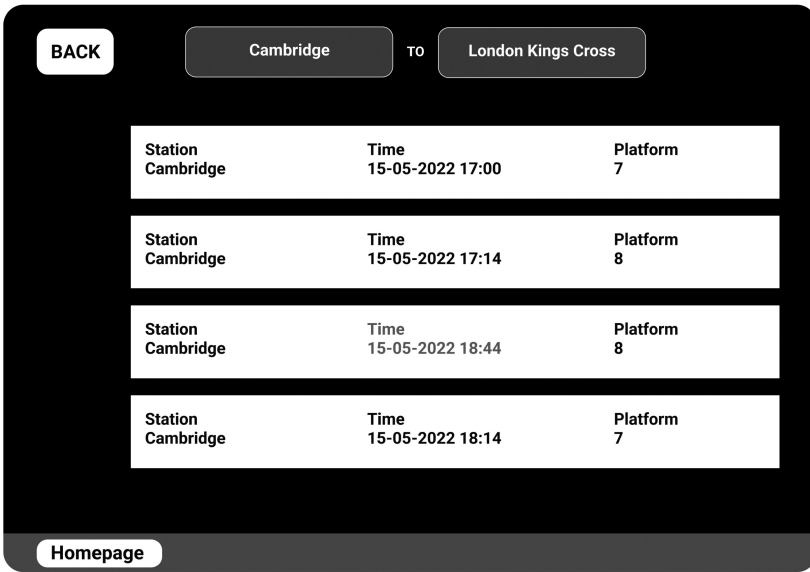 BACK
Cambridge TO London Kings Cross
Station Time Platform
Cambridge 15-05-2022 17:00 7
Station Time Platform
Cambridge 15-05-2022 17:14 8
Station Time Platform
Cambridge 15-05-2022 18:44 8
Station Time Platform
Cambridge 15-05-2022 18:14 7
Homepage